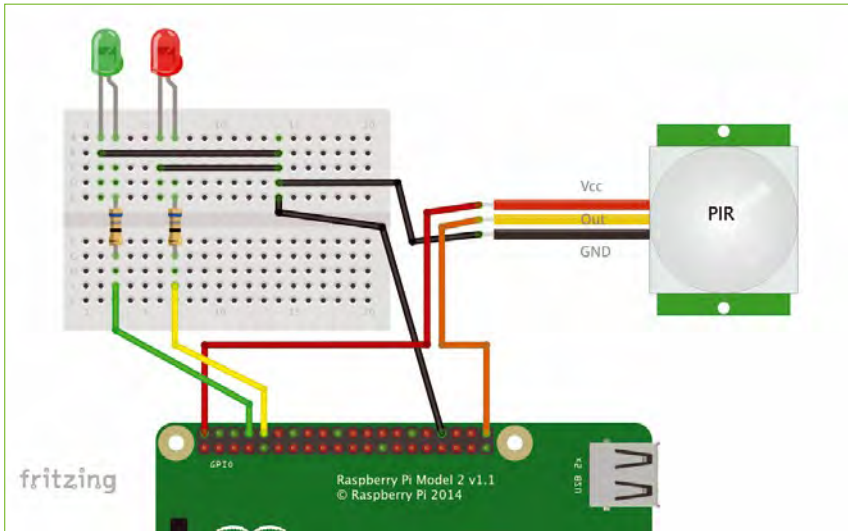 Vcc
Out
GND
PIR
GPIO
Raspberry Pi Model 2 v1.1
© Raspberry Pi 2014
USB 2x
fritzing